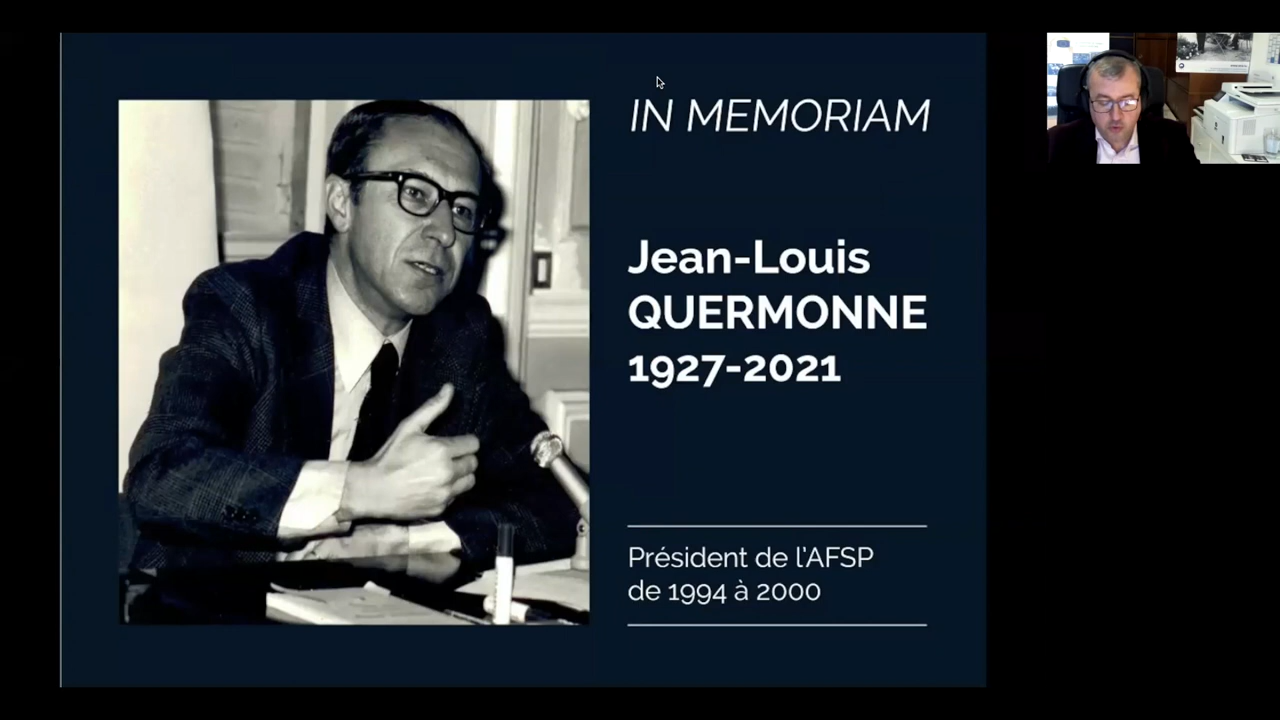 IN MEMORIAM
Jean-Louis
QUERMONNE
1927-2021
Président de l'AFSP
de 1994 à 2000